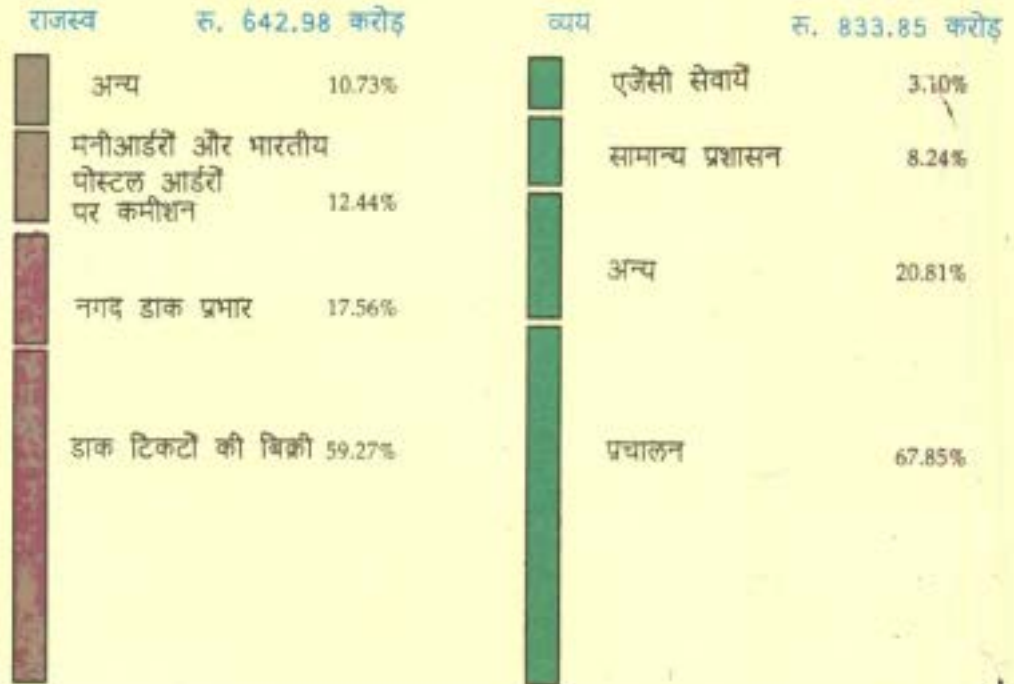 राजस्व रु. 642.98 करोड़
अन्य 10.73%
मनीआर्डरों और भारतीय
पोस्टल आर्डरों
पर कमीशन 12.44%
नगद डाक प्रभार 17.56%
डाक टिकटों की बिक्री 59.27%
व्यय रु. 833.85 करोड़
एजेंसी सेवायें 3.10%
सामान्य प्रशासन 8.24%
अन्य 20.81%
प्रचालन 67.85%